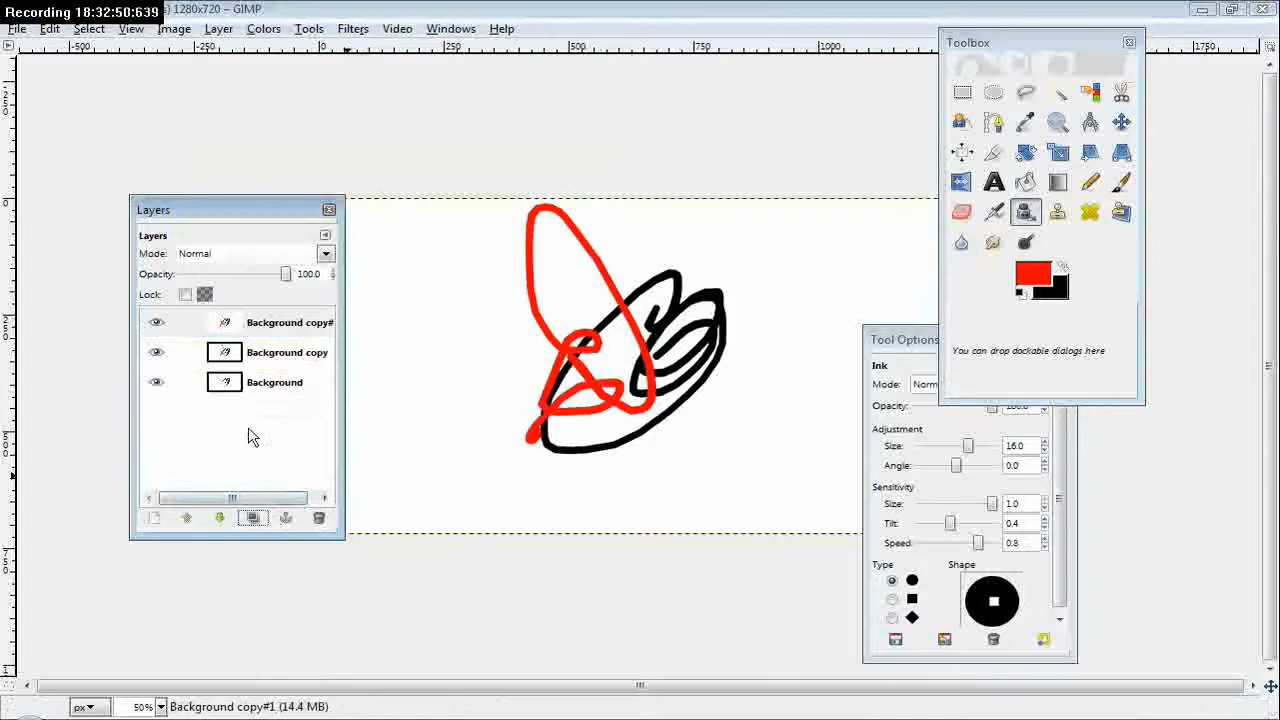 Recording 18:32:50:639
) 1280x720 – GIMP
File Edit Select View Image Layer Colors Tools Filters Video Windows Help
-500 -250 0 250 500 750 1000 1750
Toolbox
You can drop dockable dialogs here
Layers
Layers
Mode: Normal
Opacity: 100.0
Lock:
Background copy#
Background copy
Background
Tool Options
Ink
Mode: Norm
Opacity: 100.0
Adjustment
Size: 16.0
Angle: 0.0
Sensitivity
Size: 1.0
Tilt: 0.4
Speed: 0.8
Type Shape
px 50% Background copy#1 (14.4 MB)